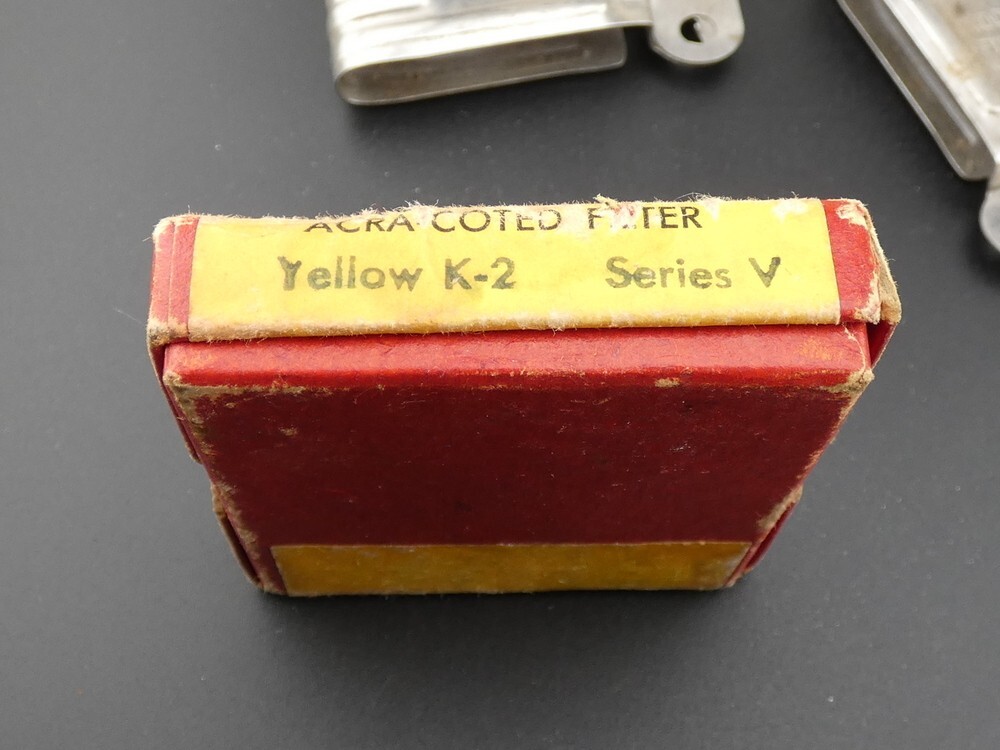 ACRA-COTED FILTER
Yellow K-2 Series V